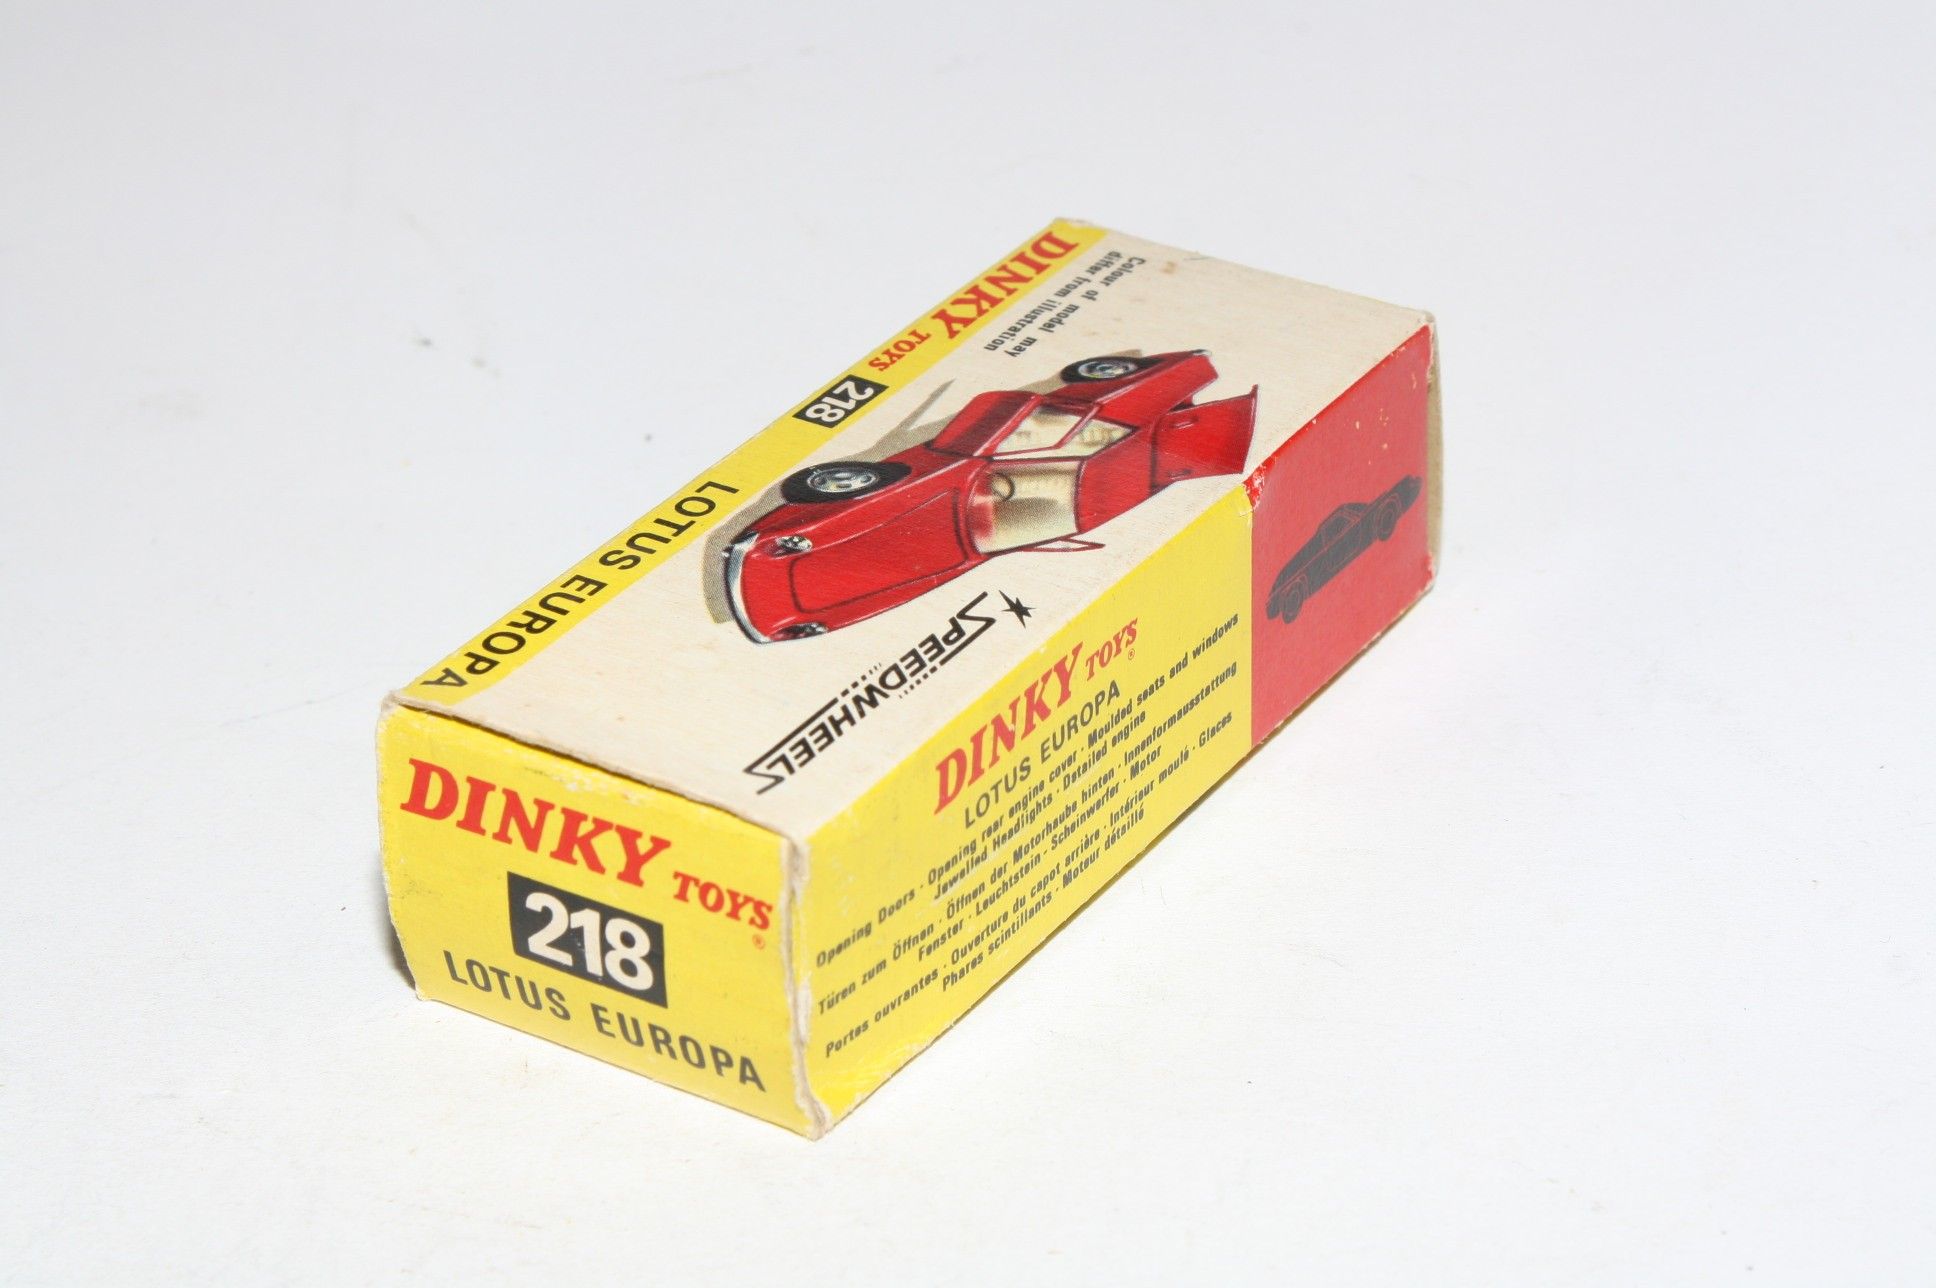 DINKY TOYS 218 LOTUS EUROPA
Colour of model may
differ from illustration
SPEEDWHEELS
DINKY TOYS®
218
LOTUS EUROPA
DINKY TOYS®
LOTUS EUROPA
Opening Doors · Opening rear engine cover · Moulded seats and windows
Jewelled Headlights · Detailed engine
Türen zum Öffnen · Öffnen der Motorhaube hinten · Innenformausstattung
Fenster · Leuchtstein - Scheinwerfer · Motor
Portes ouvrantes · Ouverture du capot arrière · Intérieur moulé · Glaces
Phares scintillants · Moteur détaillé